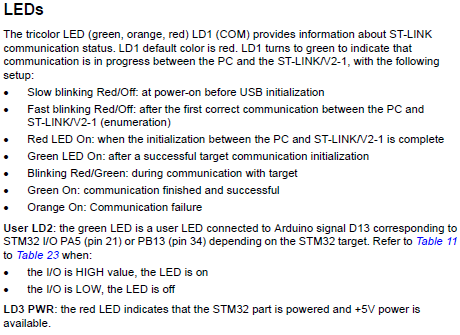 LEDs
The tricolor LED (green, orange, red) LD1 (COM) provides information about ST-LINK
communication status. LD1 default color is red. LD1 turns to green to indicate that
communication is in progress between the PC and the ST-LINK/V2-1, with the following
setup:
• Slow blinking Red/Off: at power-on before USB initialization
• Fast blinking Red/Off: after the first correct communication between the PC and
ST-LINK/V2-1 (enumeration)
• Red LED On: when the initialization between the PC and ST-LINK/V2-1 is complete
• Green LED On: after a successful target communication initialization
• Blinking Red/Green: during communication with target
• Green On: communication finished and successful
• Orange On: Communication failure
User LD2: the green LED is a user LED connected to Arduino signal D13 corresponding to
STM32 I/O PA5 (pin 21) or PB13 (pin 34) depending on the STM32 target. Refer to Table 11
to Table 23 when:
• the I/O is HIGH value, the LED is on
• the I/O is LOW, the LED is off
LD3 PWR: the red LED indicates that the STM32 part is powered and +5V power is
available.